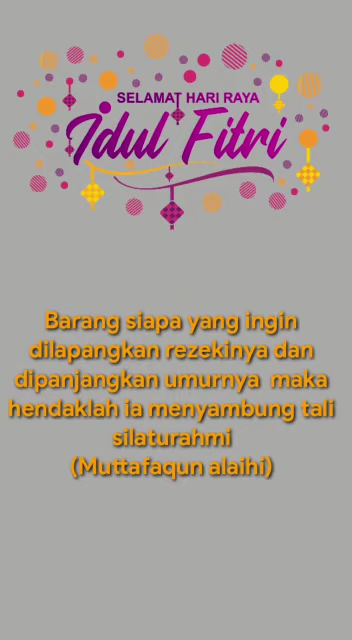 SELAMAT HARI RAYA
Idul Fitri
Barang siapa yang ingin
dilapangkan rezekinya dan
dipanjangkan umurnya maka
hendaklah ia menyambung tali
silaturahmi
(Muttafaqun alaihi)